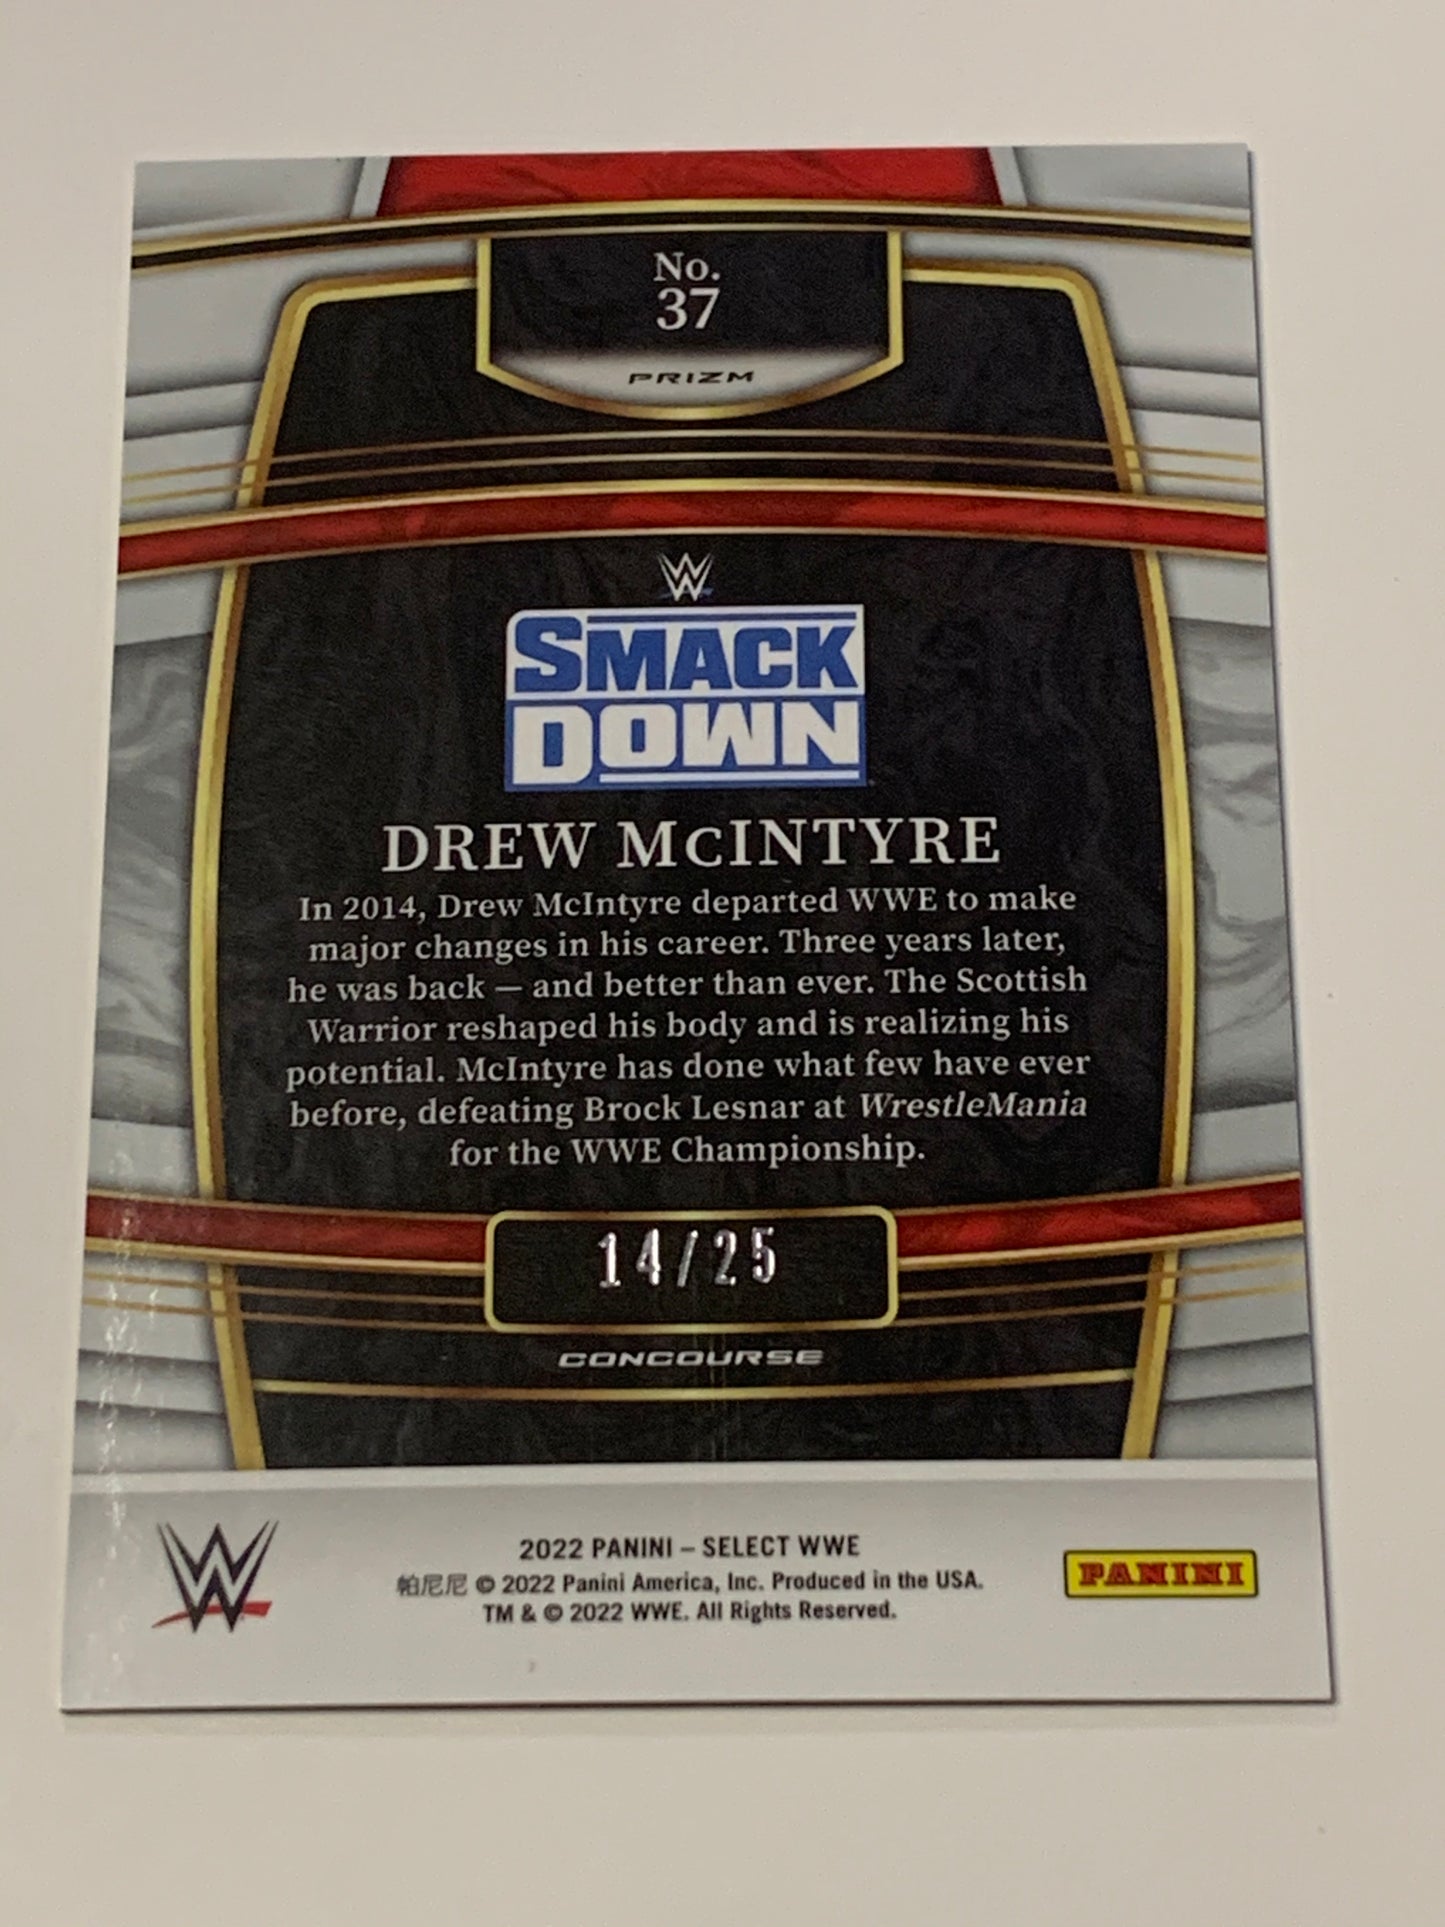 No.
37
PRIZM
W
SMACK
DOWN
DREW McINTYRE
In 2014, Drew McIntyre departed WWE to make
major changes in his career. Three years later,
he was back — and better than ever. The Scottish
Warrior reshaped his body and is realizing his
potential. McIntyre has done what few have ever
before, defeating Brock Lesnar at WrestleMania
for the WWE Championship.
14/25
CONCOURSE
W
2022 PANINI – SELECT WWE
帕尼尼 © 2022 Panini America, Inc. Produced in the USA.
TM & © 2022 WWE. All Rights Reserved.
PANINI